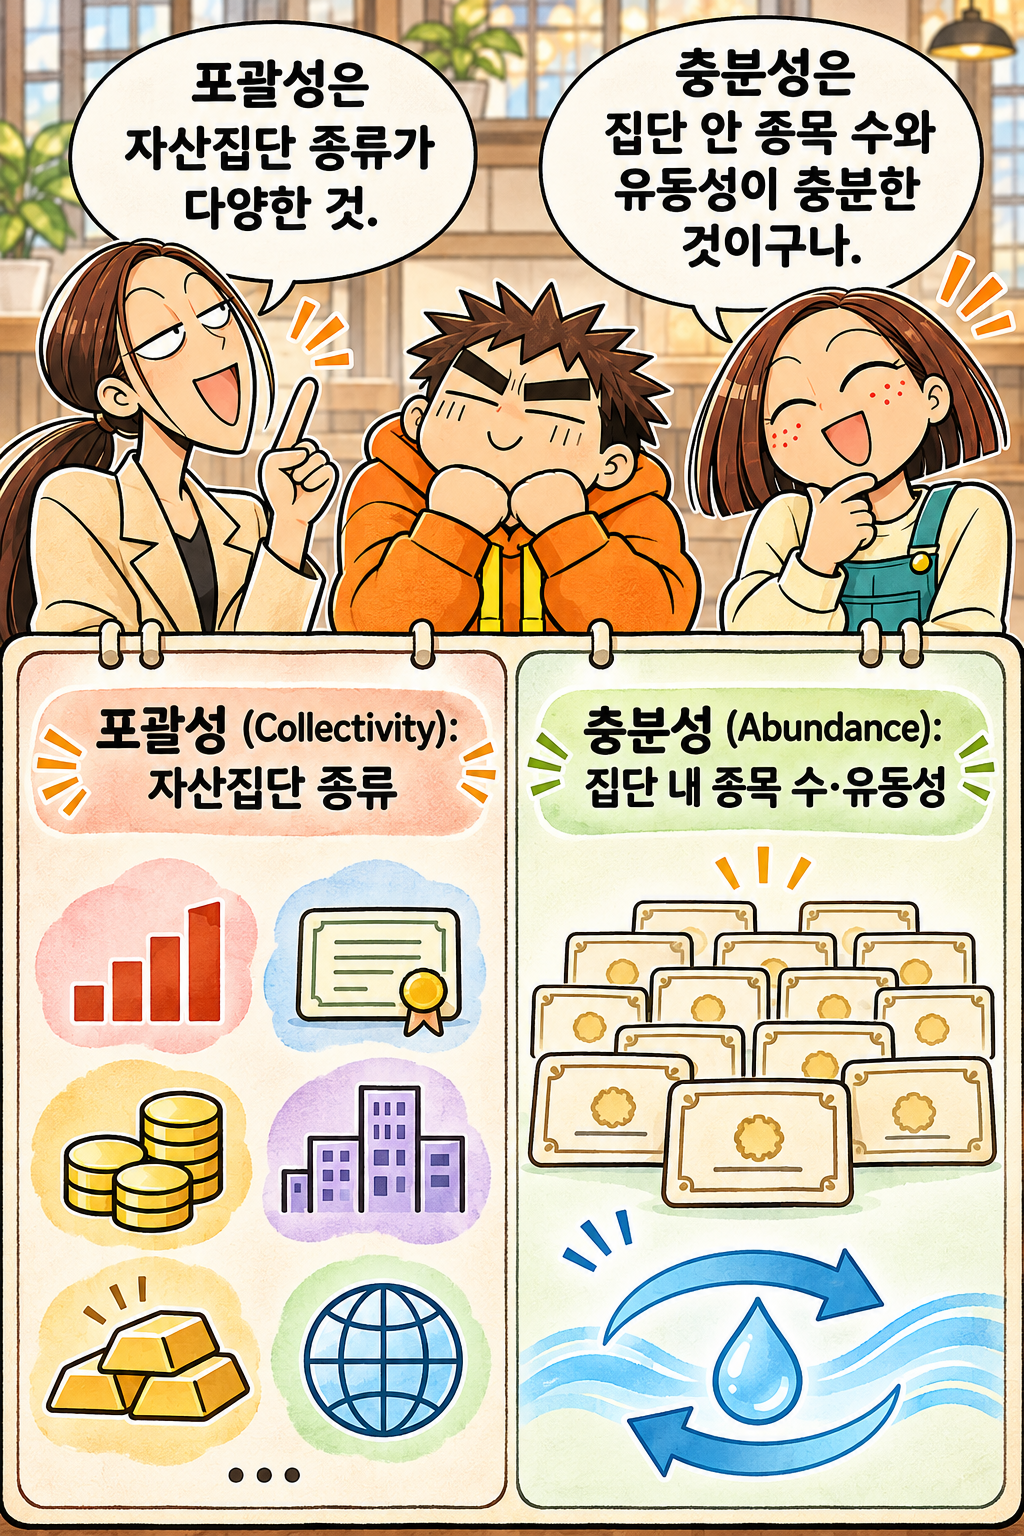 포괄성은
자산집단 종류가
다양한 것.
충분성은
집단 안 종목 수와
유동성이 충분한
것이구나.
포괄성 (Collectivity):
자산집단 종류
충분성 (Abundance):
집단 내 종목 수·유동성